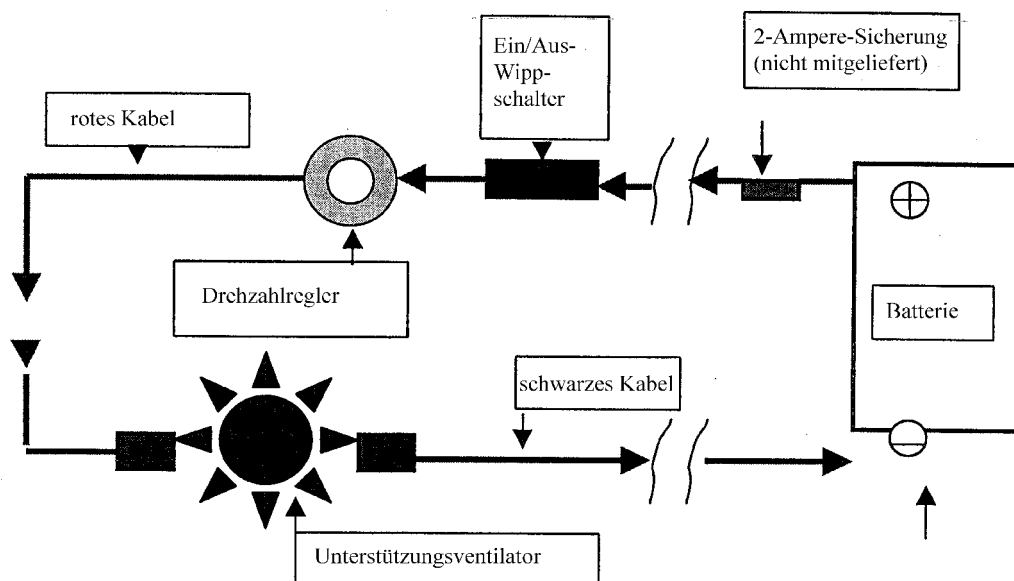 Ein/Aus-
Wipp-
schalter
2-Ampere-Sicherung
(nicht mitgeliefert)
rotes Kabel
Drehzahlregler
Batterie
schwarzes Kabel
Unterstützungsventilator